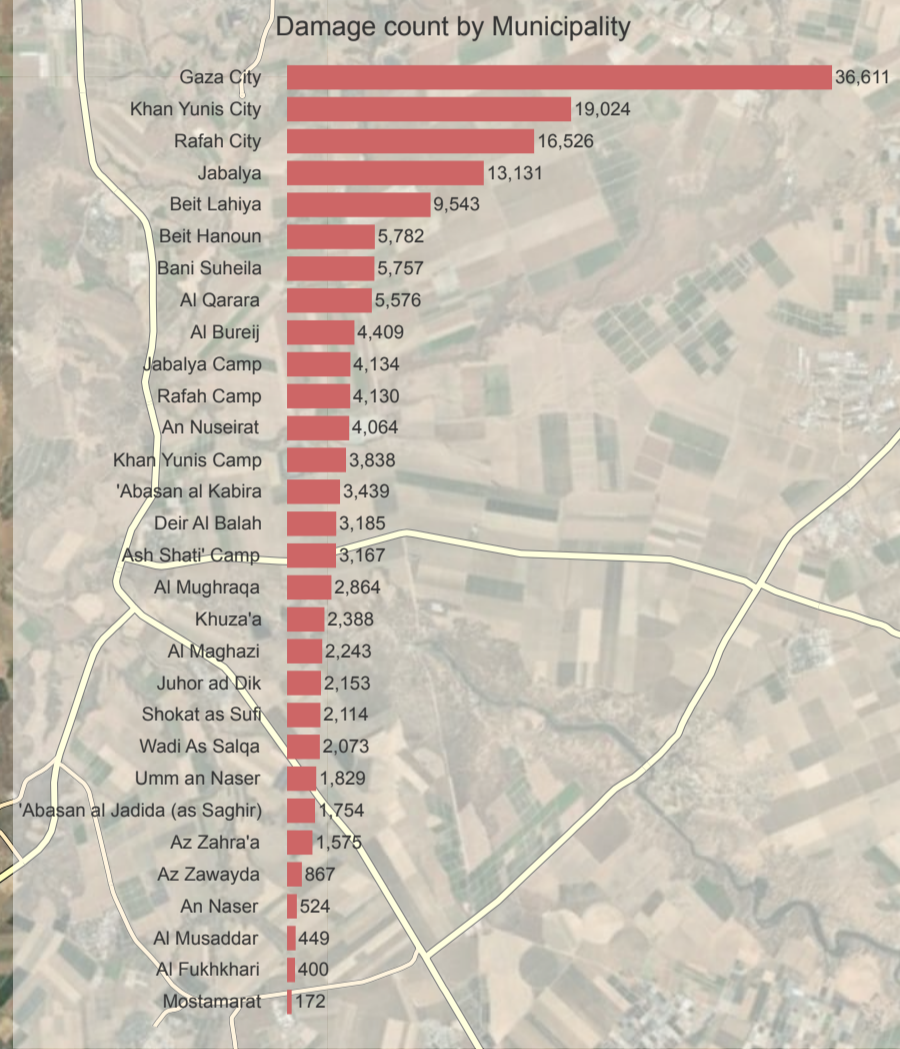 Damage count by Municipality
Gaza City 36,611
Khan Yunis City 19,024
Rafah City 16,526
Jabalya 13,131
Beit Lahiya 9,543
Beit Hanoun 5,782
Bani Suheila 5,757
Al Qarara 5,576
Al Bureij 4,409
Jabalya Camp 4,134
Rafah Camp 4,130
An Nuseirat 4,064
Khan Yunis Camp 3,838
'Abasan al Kabira 3,439
Deir Al Balah 3,185
Ash Shati' Camp 3,167
Al Mughraqa 2,864
Khuza'a 2,388
Al Maghazi 2,243
Juhor ad Dik 2,153
Shokat as Sufi 2,114
Wadi As Salqa 2,073
Umm an Naser 1,829
'Abasan al Jadida (as Saghir) 1,754
Az Zahra'a 1,575
Az Zawayda 867
An Naser 524
Al Musaddar 449
Al Fukhkhari 400
Mostamarat 172